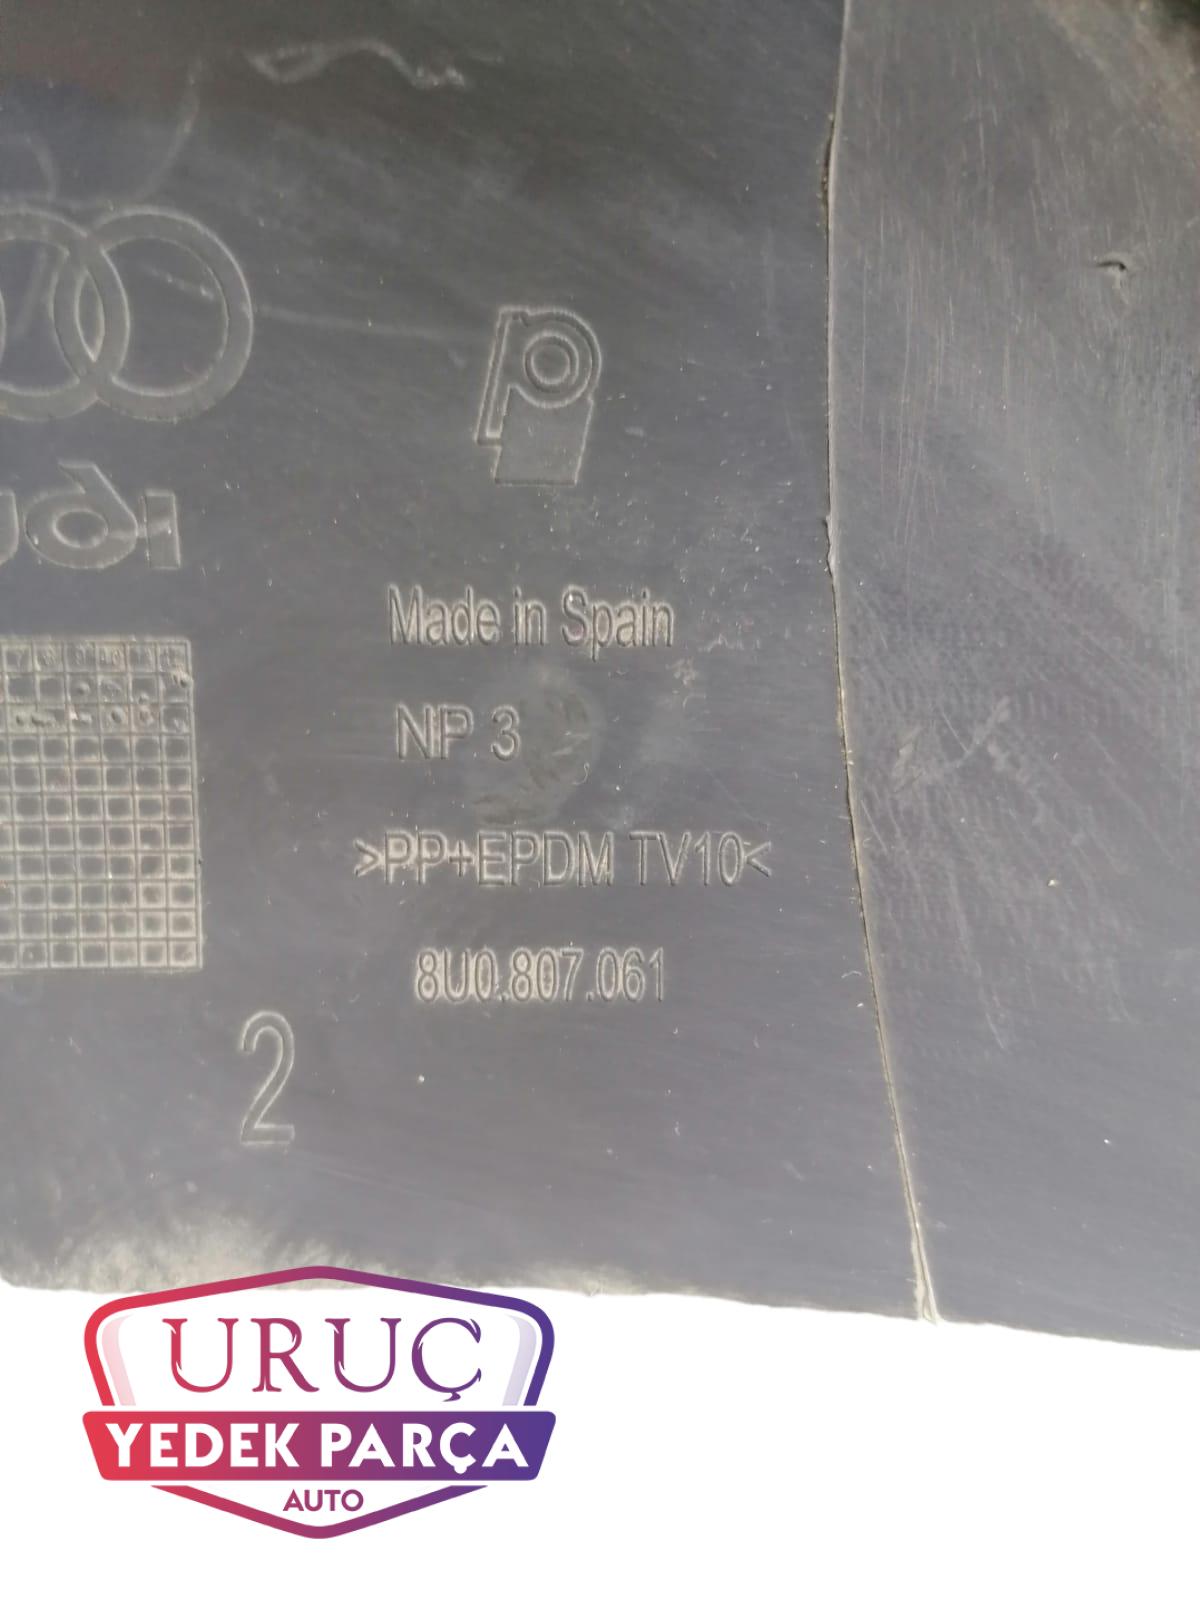 Made in Spain
NP 3
>PP+EPDM TV10<
8U0.807.061
2
URUÇ
YEDEK PARÇA
AUTO